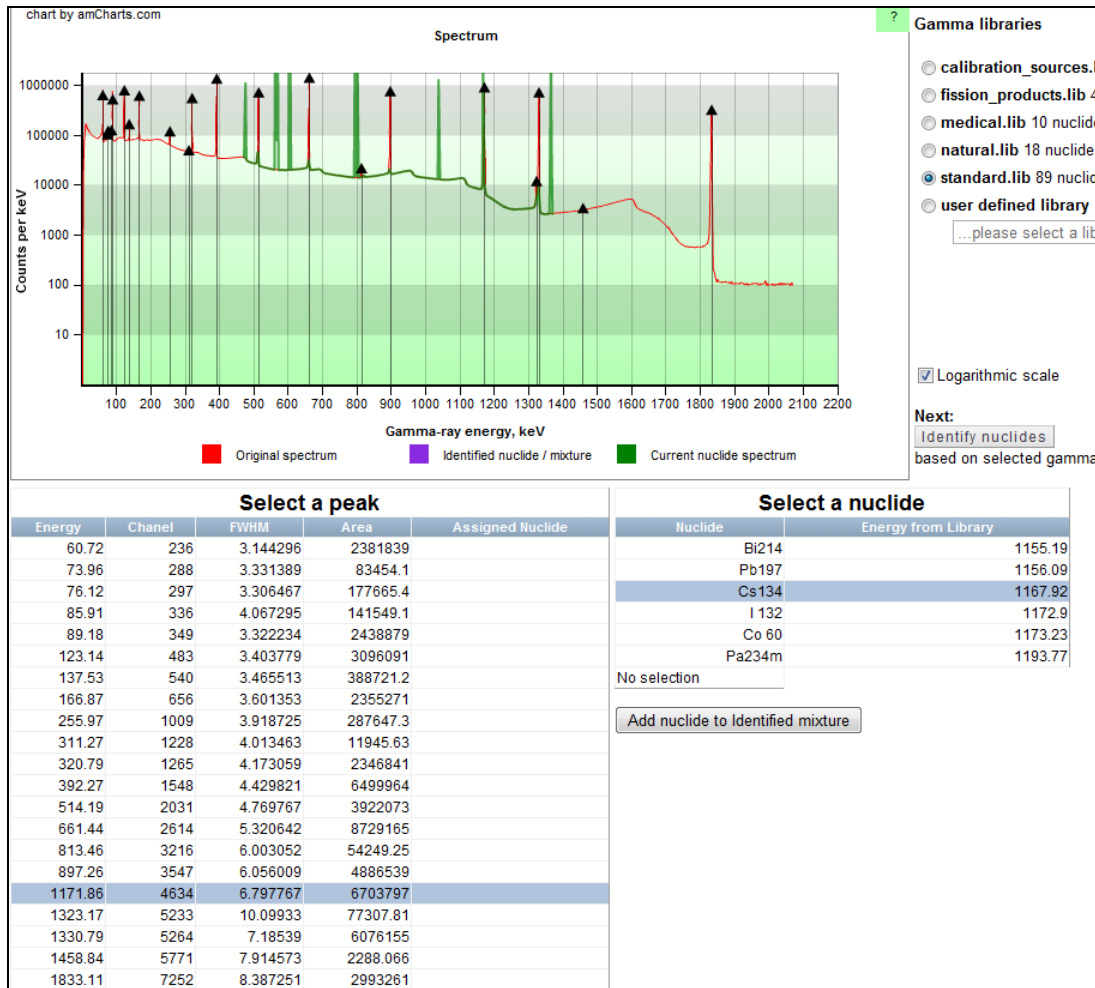 chart by amCharts.com
?
Gamma libraries
Spectrum
calibration_sources.l
fission_products.lib 4
medical.lib 10 nuclide
natural.lib 18 nuclides
standard.lib 89 nuclid
user defined library
...please select a lib
Counts per keV
1000000
100000
10000
1000
100
10
100 200 300 400 500 600 700 800 900 1000 1100 1200 1300 1400 1500 1600 1700 1800 1900 2000 2100 2200
Gamma-ray energy, keV
Original spectrum Identified nuclide / mixture Current nuclide spectrum
Logarithmic scale
Next:
Identify nuclides
based on selected gamma
Select a peak
Energy Chanel FWHM Area Assigned Nuclide
60.72 236 3.144296 2381839
73.96 288 3.331389 83454.1
76.12 297 3.306467 177665.4
85.91 336 4.067295 141549.1
89.18 349 3.322234 2438879
123.14 483 3.403779 3096091
137.53 540 3.465513 388721.2
166.87 656 3.601353 2355271
255.97 1009 3.918725 287647.3
311.27 1228 4.013463 11945.63
320.79 1265 4.173059 2346841
392.27 1548 4.429821 6499964
514.19 2031 4.769767 3922073
661.44 2614 5.320642 8729165
813.46 3216 6.003052 54249.25
897.26 3547 6.056009 4886539
1171.86 4634 6.797767 6703797
1323.17 5233 10.09933 77307.81
1330.79 5264 7.18539 6076155
1458.84 5771 7.914573 2288.066
1833.11 7252 8.387251 2993261
Select a nuclide
Nuclide Energy from Library
Bi214 1155.19
Pb197 1156.09
Cs134 1167.92
I 132 1172.9
Co 60 1173.23
Pa234m 1193.77
No selection
Add nuclide to Identified mixture